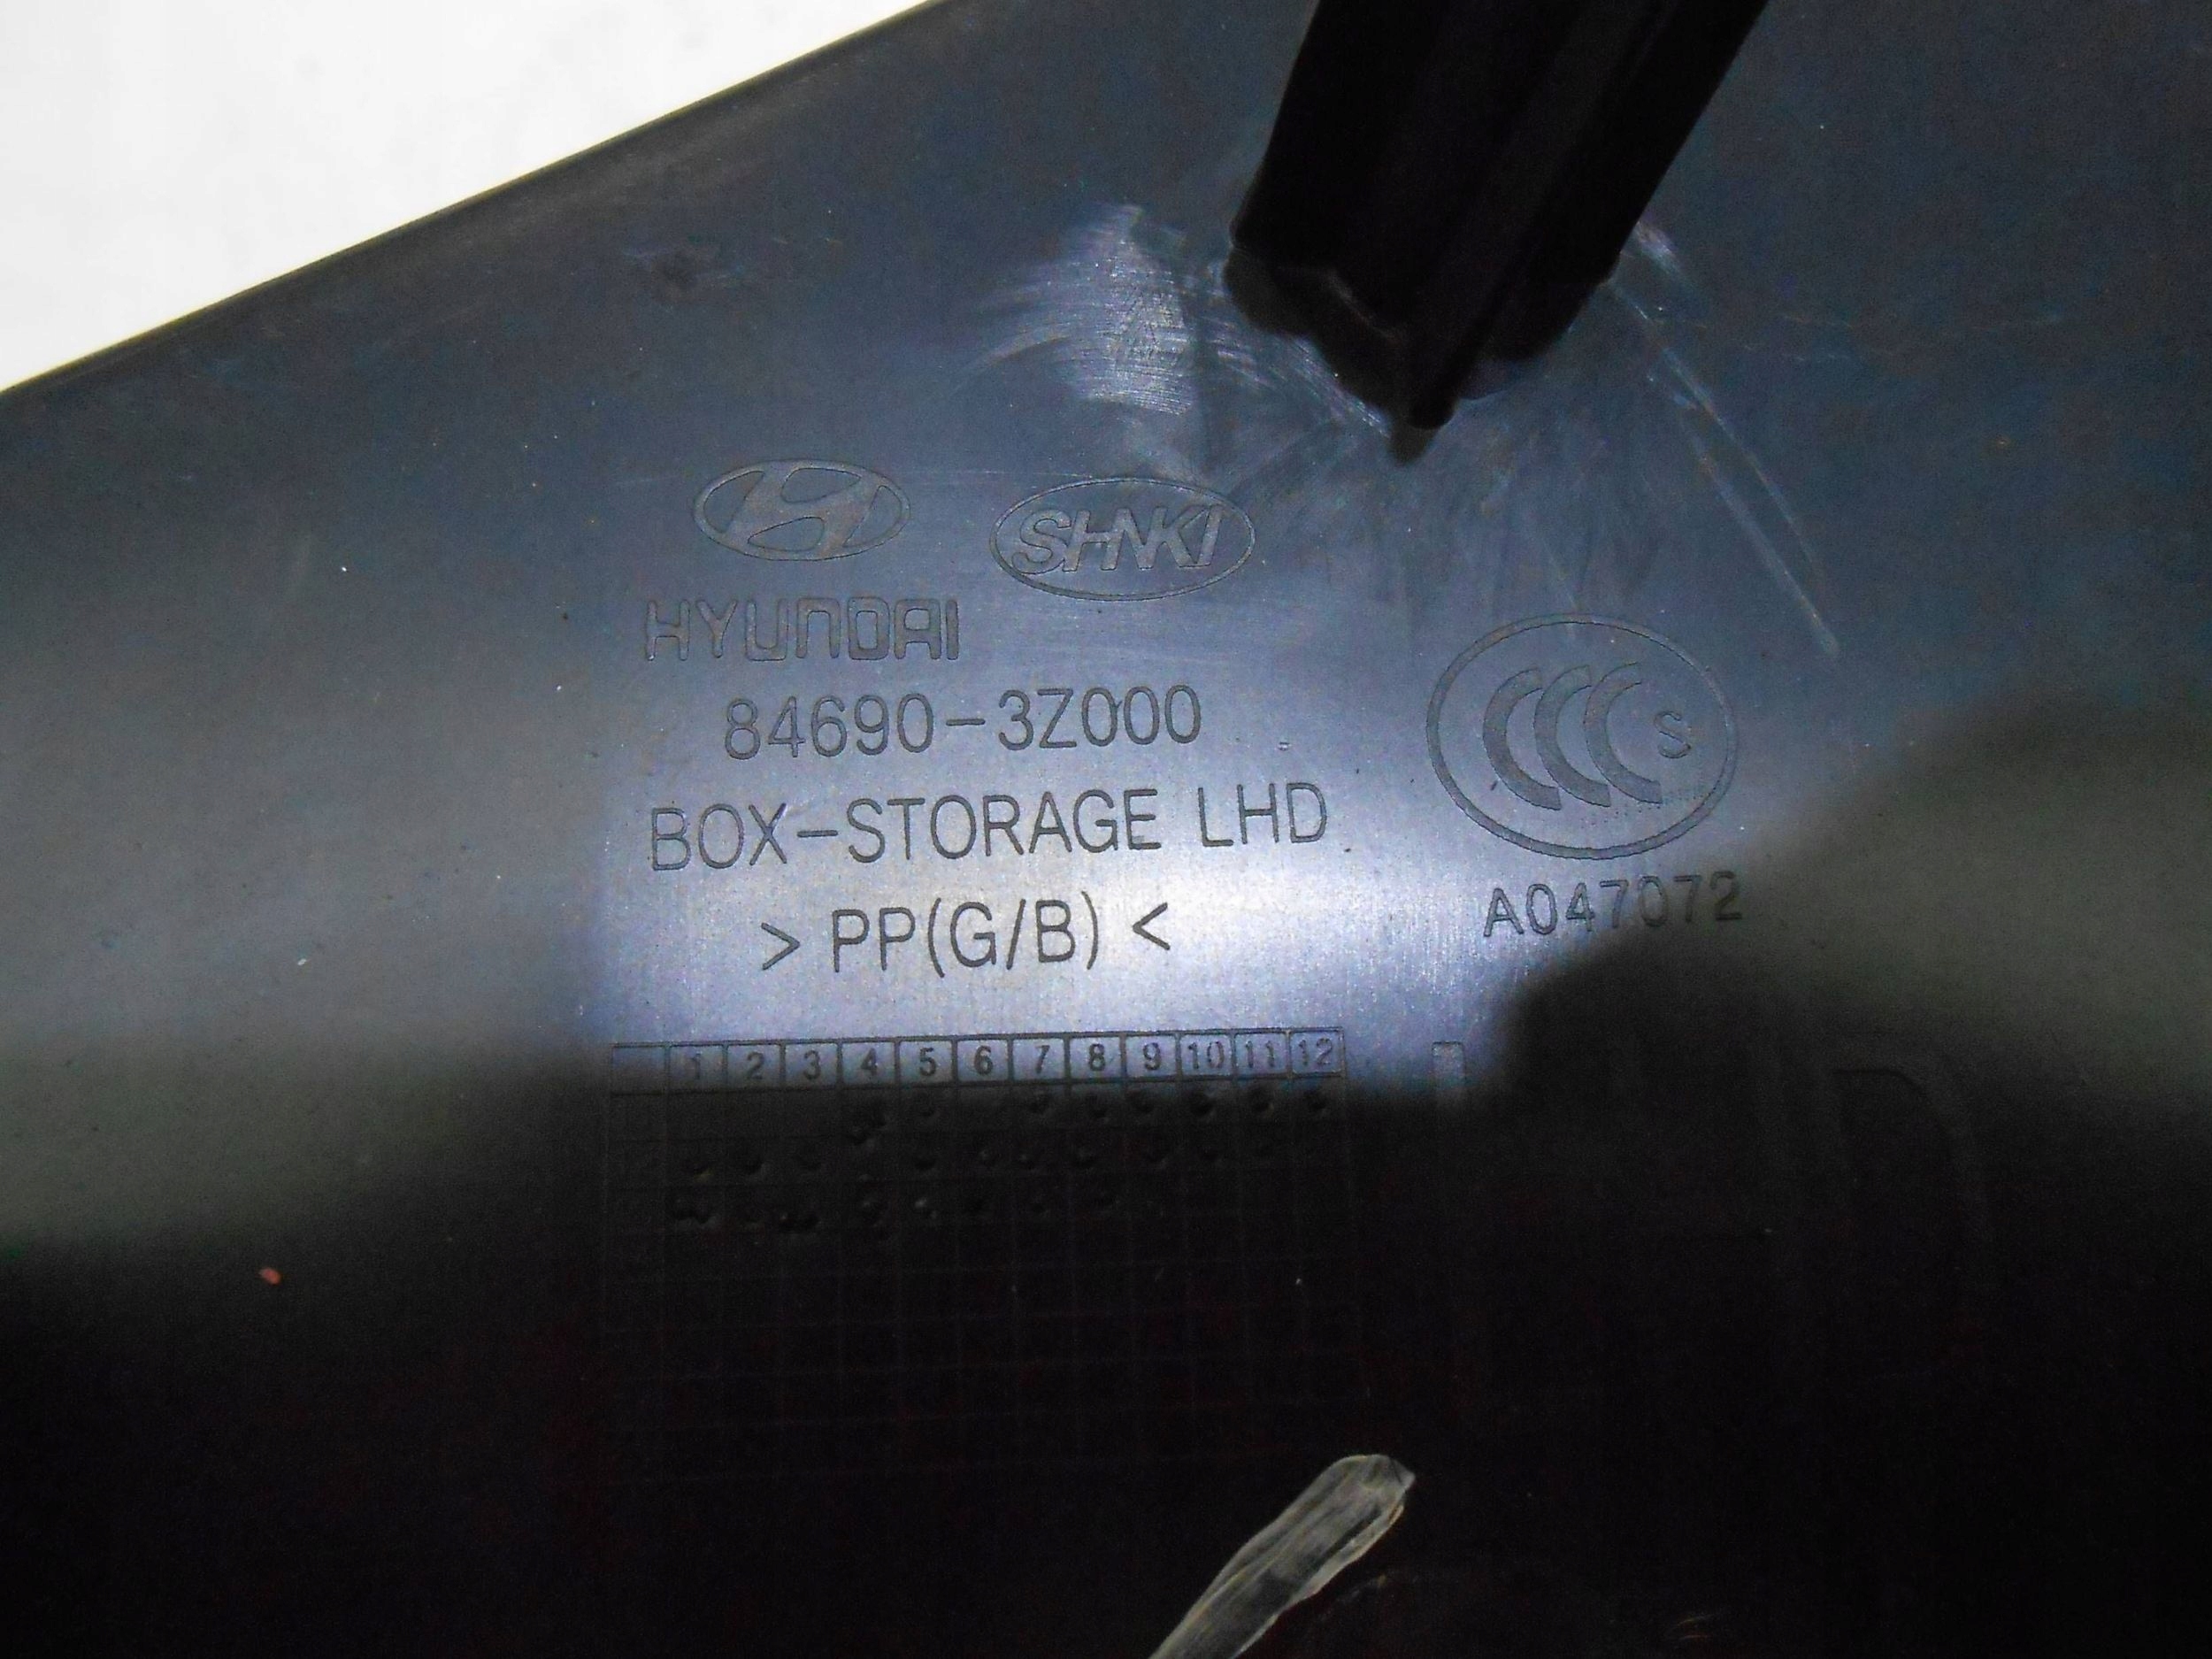 SHNKI
HYUNDAI
84690-3Z000
BOX-STORAGE LHD
> PP(G/B) <
CCC S
A047072
1 2 3 4 5 6 7 8 9 10 11 12